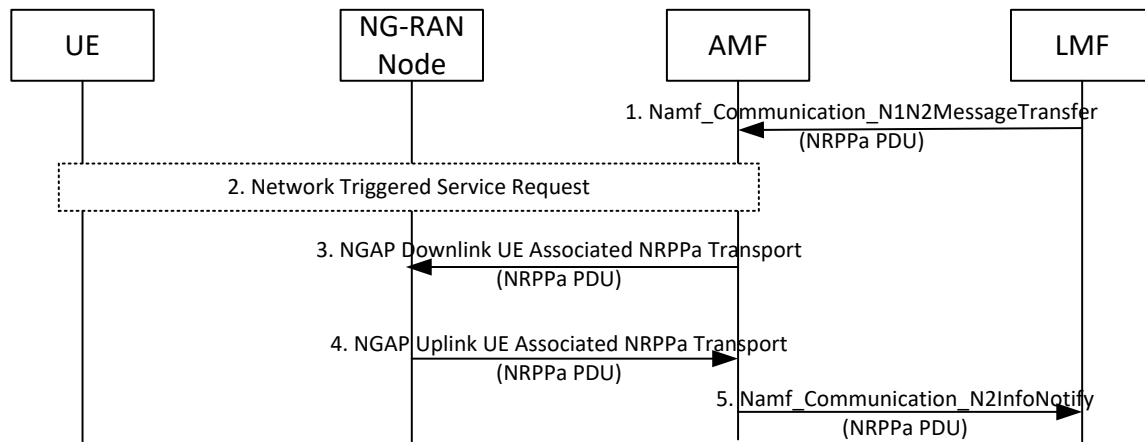 UE
NG-RAN
Node
AMF
LMF
1. Namf_Communication_N1N2MessageTransfer
(NRPPa PDU)
2. Network Triggered Service Request
3. NGAP Downlink UE Associated NRPPa Transport
(NRPPa PDU)
4. NGAP Uplink UE Associated NRPPa Transport
(NRPPa PDU)
5. Namf_Communication_N2InfoNotify
(NRPPa PDU)